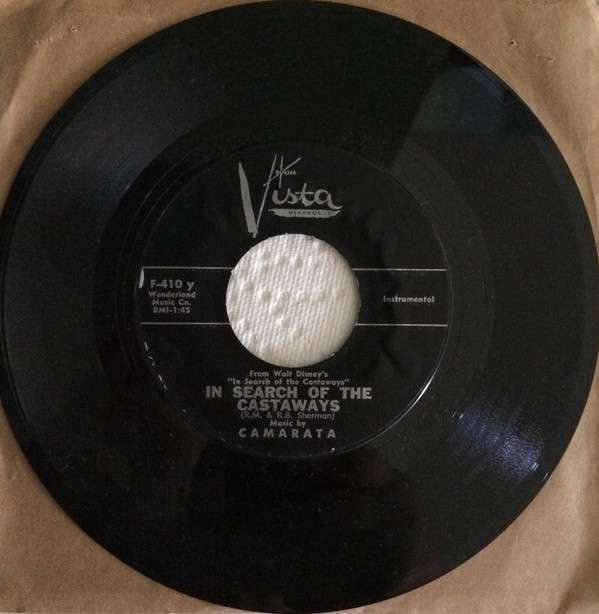 BUENA
Vista
RECORDS
F-410 y
Wonderland
Music Co.
BMI-1:45
Instrumental
From Walt Disney's
"In Search of the Castaways"
IN SEARCH OF THE
CASTAWAYS
(R.M. & R.B. Sherman)
Music by
CAMARATA